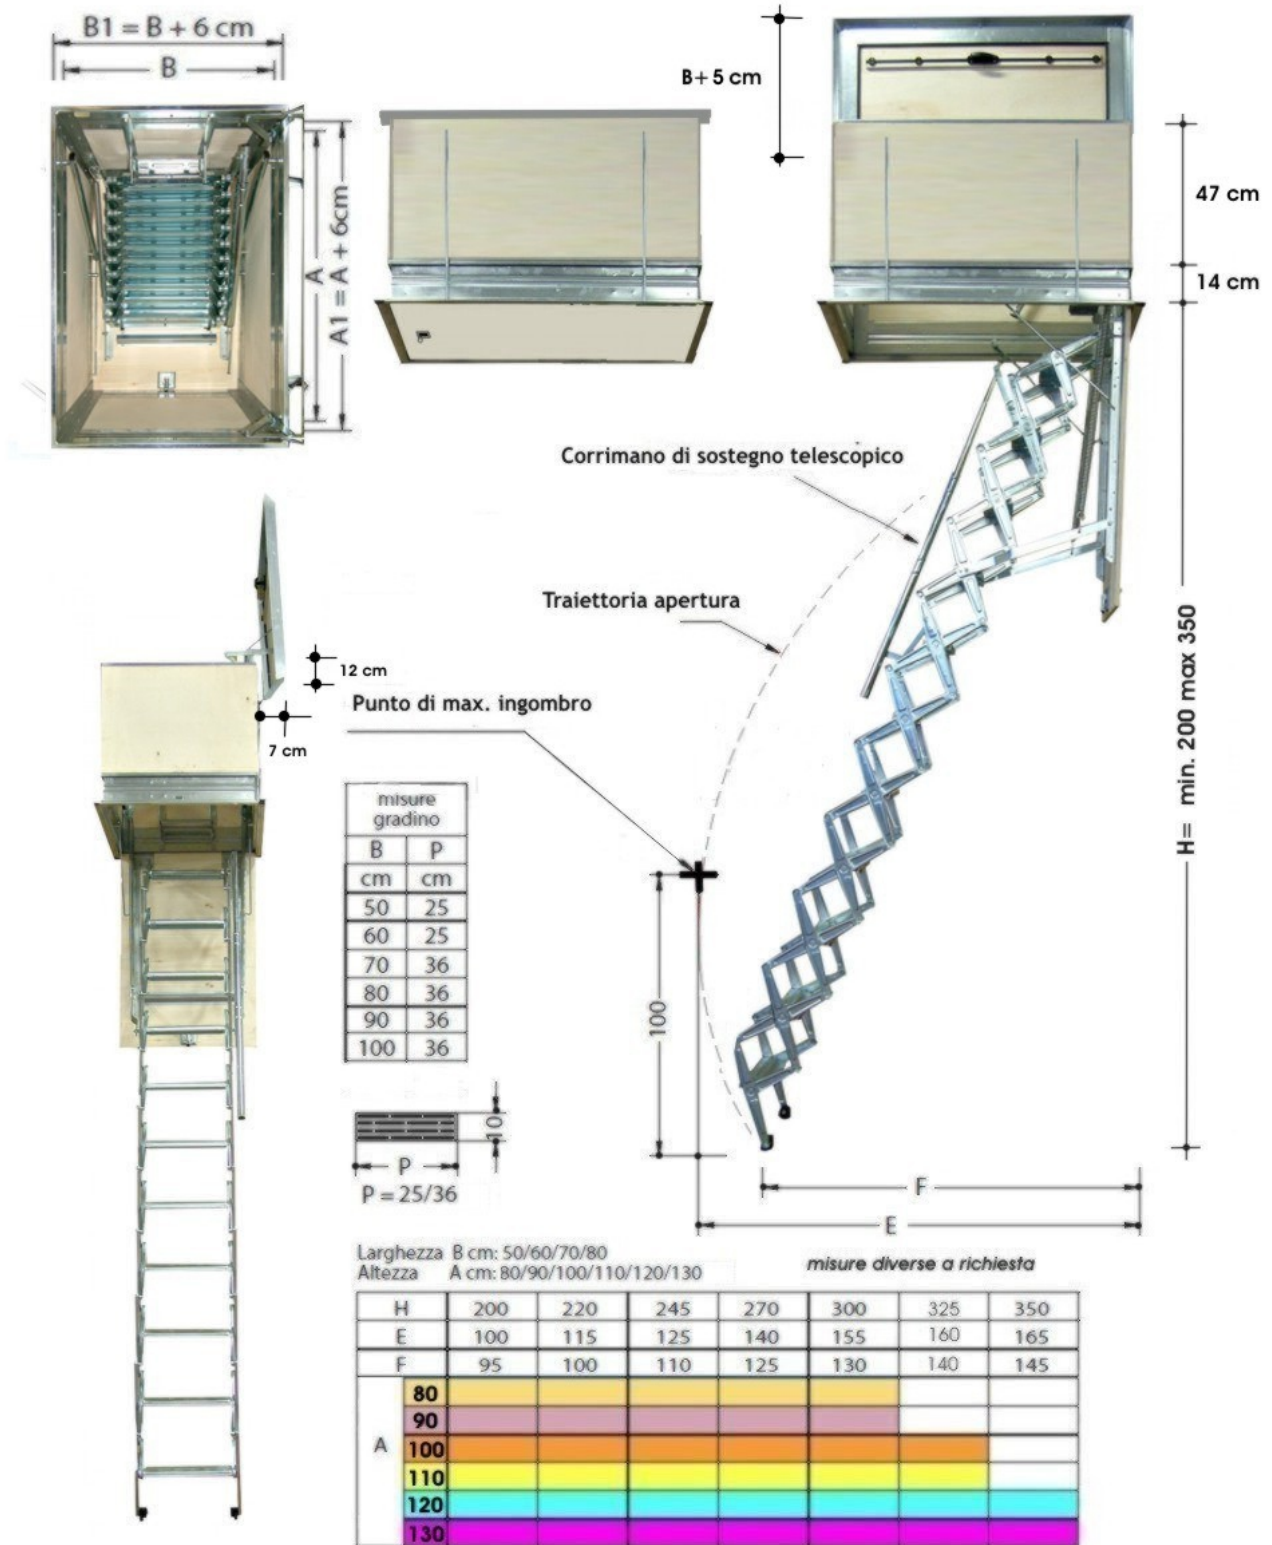 B1 = B + 6 cm
B
A
A1 = A + 6cm
B+ 5 cm
47 cm
14 cm
Corrimano di sostegno telescopico
Traiettoria apertura
12 cm
Punto di max. ingombro
7 cm
H= min. 200 max 350
misure
gradino
B P
cm cm
50 25
60 25
70 36
80 36
90 36
100 36
100
10
P
P = 25/36
F
E
Larghezza B cm: 50/60/70/80
Altezza A cm: 80/90/100/110/120/130
misure diverse a richiesta
H 200 220 245 270 300 325 350
E 100 115 125 140 155 160 165
F 95 100 110 125 130 140 145
A
80
90
100
110
120
130